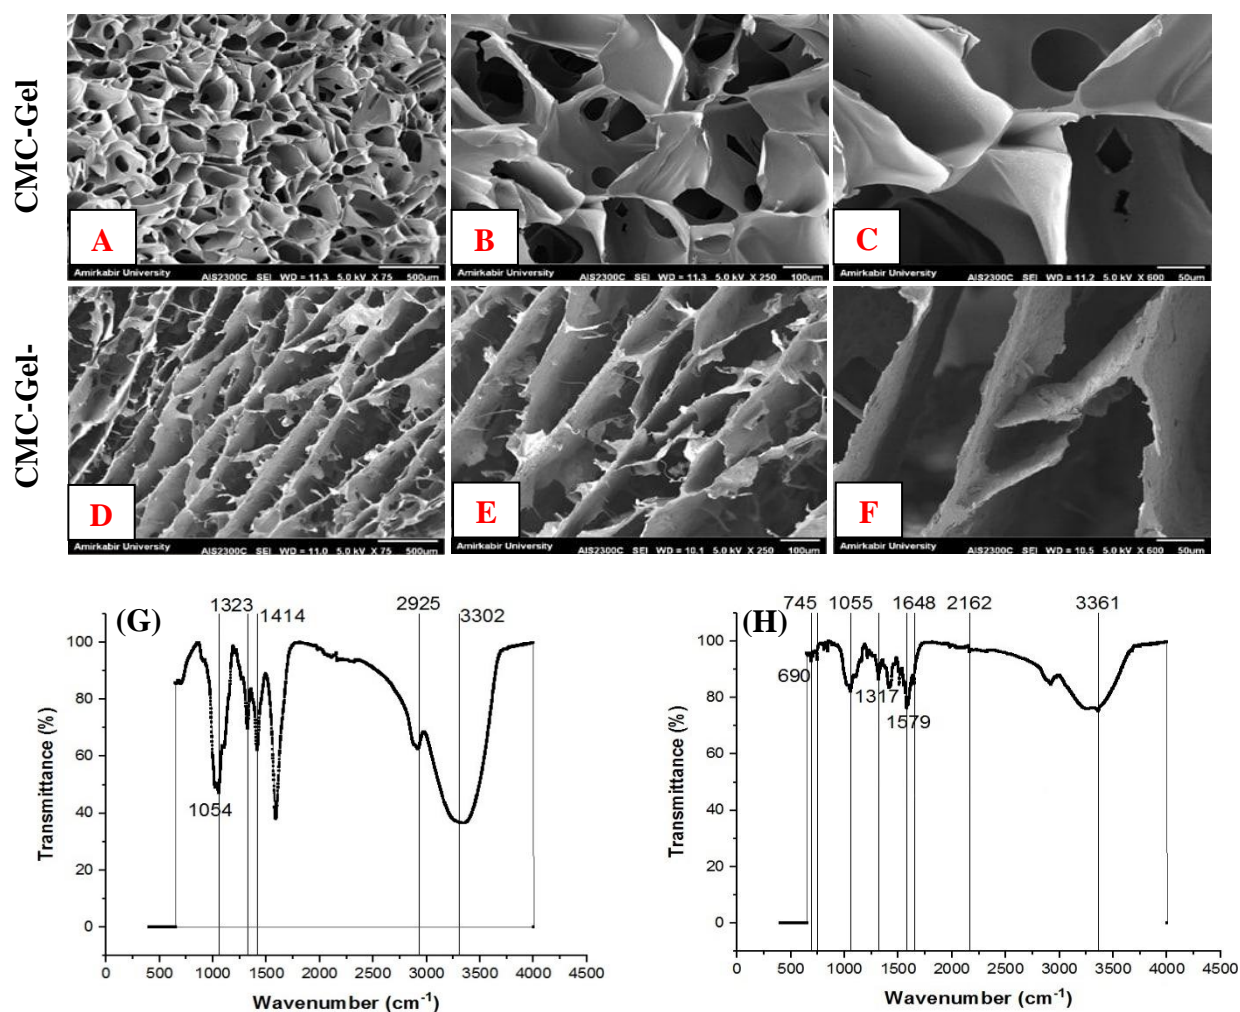 CMC-Gel
A
Amirkabir University AIS2300C SEI WD = 11.3 5.0 kV X 75 500um
B
Amirkabir University AIS2300C SEI WD = 11.3 5.0 kV X 250 100um
C
Amirkabir University AIS2300C SEI WD = 11.2 5.0 kV X 600 50um
CMC-Gel-
D
Amirkabir University AIS2300C SEI WD = 11.0 5.0 kV X 75 500um
E
Amirkabir University AIS2300C SEI WD = 10.1 5.0 kV X 250 100um
F
Amirkabir University AIS2300C SEI WD = 10.5 5.0 kV X 600 50um
(G)
1323 1414 2925 3302
1054
100
80
60
40
20
0
Transmittance (%)
0 500 1000 1500 2000 2500 3000 3500 4000 4500
Wavenumber (cm⁻¹)
(H)
745 1055 1648 2162 3361
690
1317
1579
100
80
60
40
20
0
Transmittance (%)
0 500 1000 1500 2000 2500 3000 3500 4000 4500
Wavenumber (cm⁻¹)